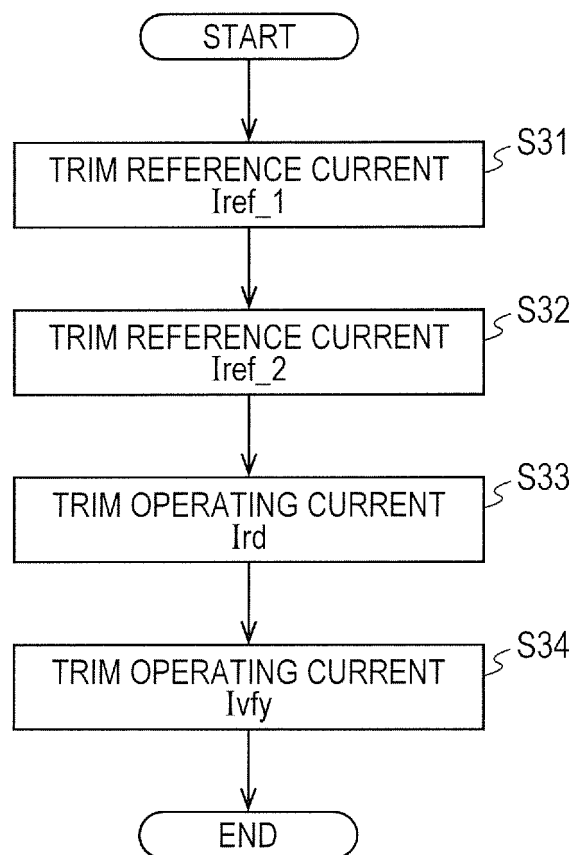 START
TRIM REFERENCE CURRENT
Iref_1
S31
TRIM REFERENCE CURRENT
Iref_2
S32
TRIM OPERATING CURRENT
Ird
S33
TRIM OPERATING CURRENT
Ivfy
S34
END